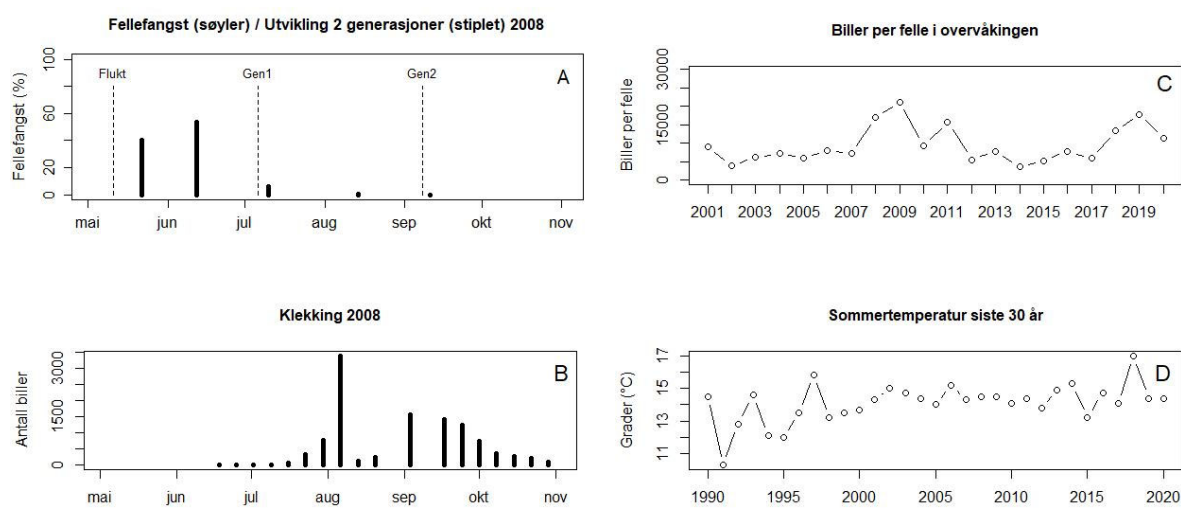 Fellefangst (søyler) / Utvikling 2 generasjoner (stiplet) 2008
Fellefangst (%)
100
60
20
0
Flukt
Gen1
Gen2
A
mai jun jul aug sep okt nov
Biller per felle i overvåkingen
Biller per felle
30000
15000
0
C
2001 2003 2005 2007 2009 2011 2013 2015 2017 2019
Klekking 2008
Antall biller
3000
1500
0
B
mai jun jul aug sep okt nov
Sommertemperatur siste 30 år
Grader (°C)
17
15
13
11
D
1990 1995 2000 2005 2010 2015 2020